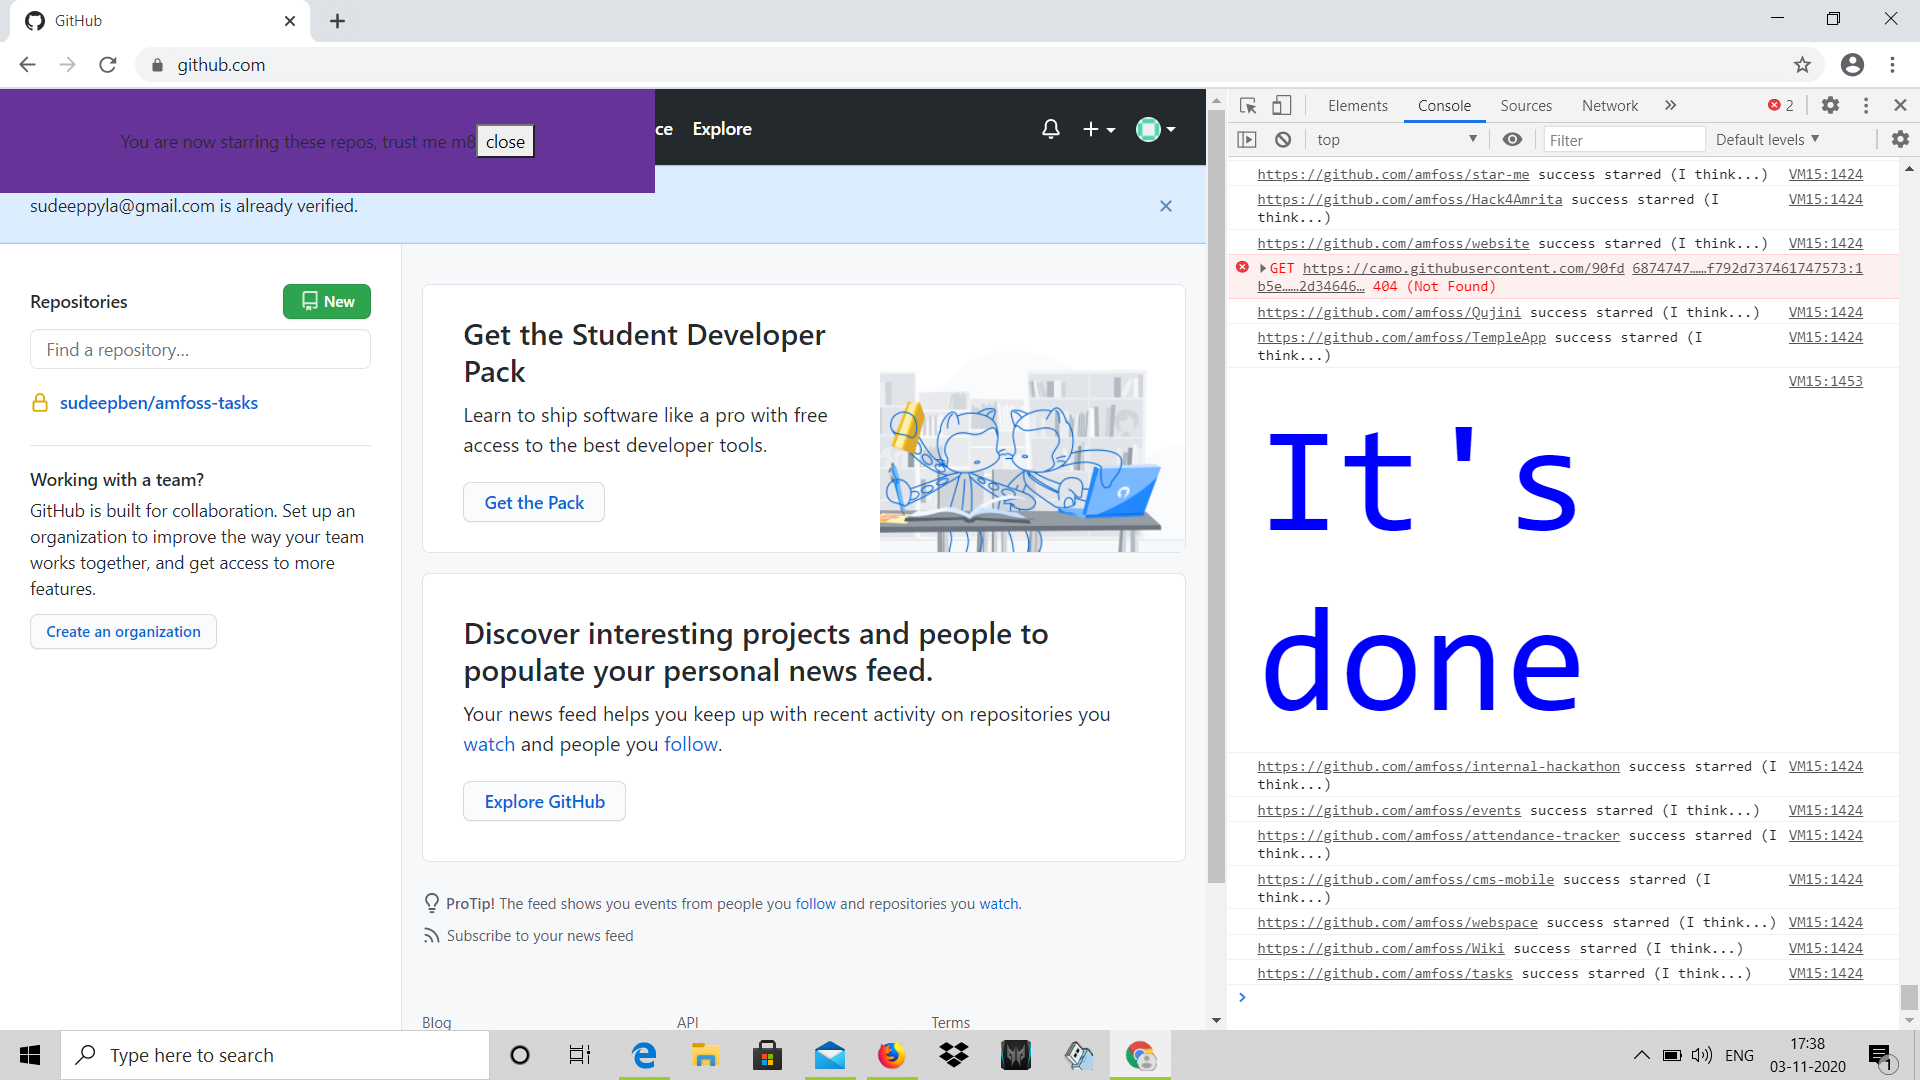 GitHub
github.com
You are now starring these repos, trust me m8 close
ce Explore
sudeeppyla@gmail.com is already verified.
Repositories
New
Find a repository...
sudeepben/amfoss-tasks
Working with a team?
GitHub is built for collaboration. Set up an
organization to improve the way your team
works together, and get access to more
features.
Create an organization
Get the Student Developer
Pack
Learn to ship software like a pro with free
access to the best developer tools.
Get the Pack
Discover interesting projects and people to
populate your personal news feed.
Your news feed helps you keep up with recent activity on repositories you
watch and people you follow.
Explore GitHub
ProTip! The feed shows you events from people you follow and repositories you watch.
Subscribe to your news feed
Blog API Terms
Elements Console Sources Network 2
top Filter Default levels
https://github.com/amfoss/star-me success starred (I think...) VM15:1424
https://github.com/amfoss/Hack4Amrita success starred (I VM15:1424
think...)
https://github.com/amfoss/website success starred (I think...) VM15:1424
GET https://camo.githubusercontent.com/90fd 6874747……f792d737461747573:1
b5e……2d34646… 404 (Not Found)
https://github.com/amfoss/Qujini success starred (I think...) VM15:1424
https://github.com/amfoss/TempleApp success starred (I VM15:1424
think...)
VM15:1453
It's
done
https://github.com/amfoss/internal-hackathon success starred (I VM15:1424
think...)
https://github.com/amfoss/events success starred (I think...) VM15:1424
https://github.com/amfoss/attendance-tracker success starred (I VM15:1424
think...)
https://github.com/amfoss/cms-mobile success starred (I VM15:1424
think...)
https://github.com/amfoss/webspace success starred (I think...) VM15:1424
https://github.com/amfoss/Wiki success starred (I think...) VM15:1424
https://github.com/amfoss/tasks success starred (I think...) VM15:1424
Type here to search
ENG
17:38
03-11-2020
1